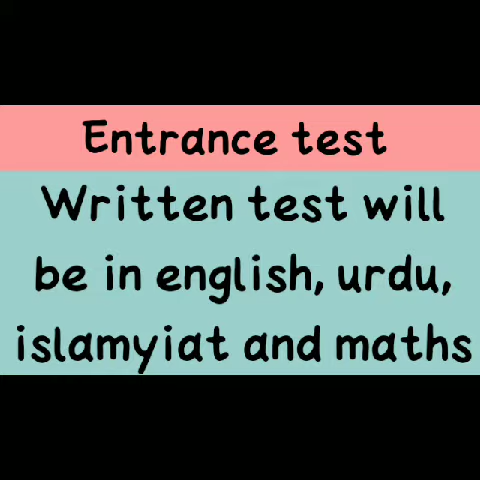 Entrance test
Written test will
be in english, urdu,
islamyiat and maths